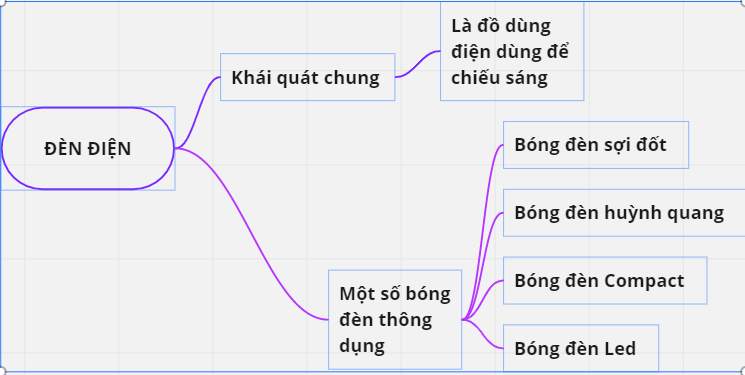 ĐÈN ĐIỆN
Khái quát chung
Là đồ dùng
điện dùng để
chiếu sáng
Một số bóng
đèn thông
dụng
Bóng đèn sợi đốt
Bóng đèn huỳnh quang
Bóng đèn Compact
Bóng đèn Led